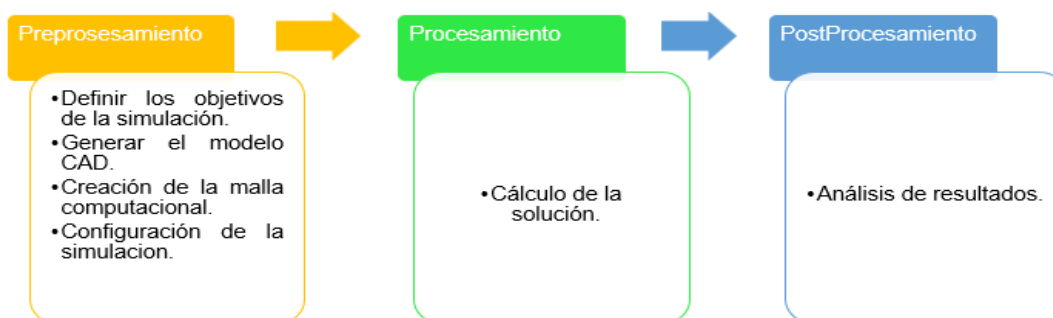 Preprosesamiento
•Definir los objetivos
de la simulación.
•Generar el modelo
CAD.
•Creación de la malla
computacional.
•Configuración de la
simulacion.
Procesamiento
•Cálculo de la
solución.
PostProcesamiento
•Análisis de resultados.